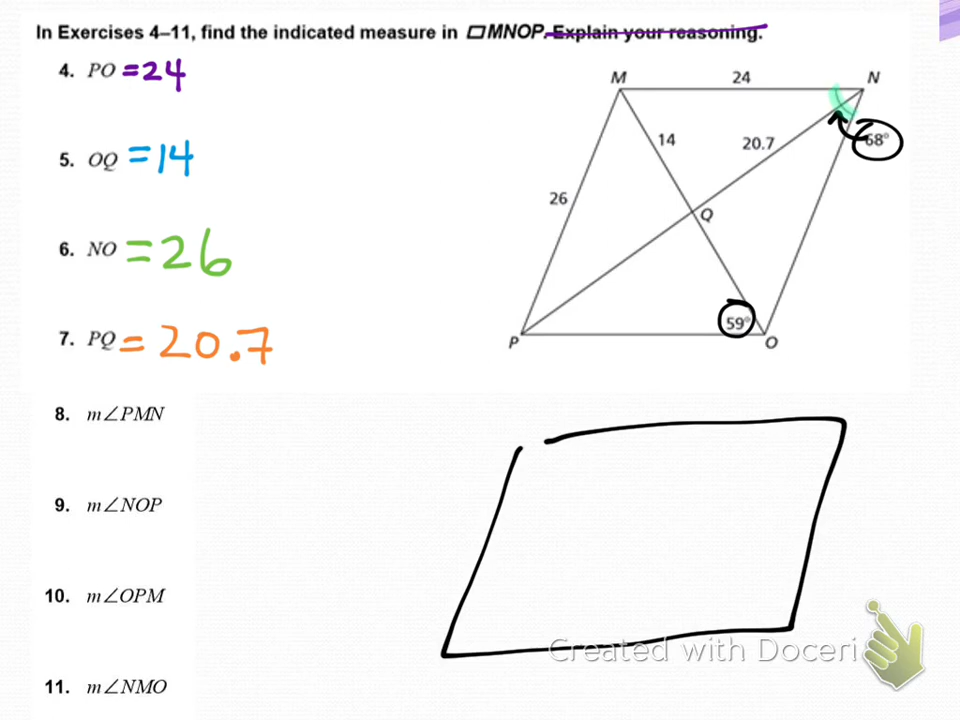 In Exercises 4–11, find the indicated measure in ▱MNOP. Explain your reasoning.
4. PO =24
5. OQ =14
6. NO =26
7. PQ = 20.7
8. m∠PMN
9. m∠NOP
10. m∠OPM
11. m∠NMO
M
24
N
14
20.7
68°
26
Q
59°
P
O
Created with Doceri